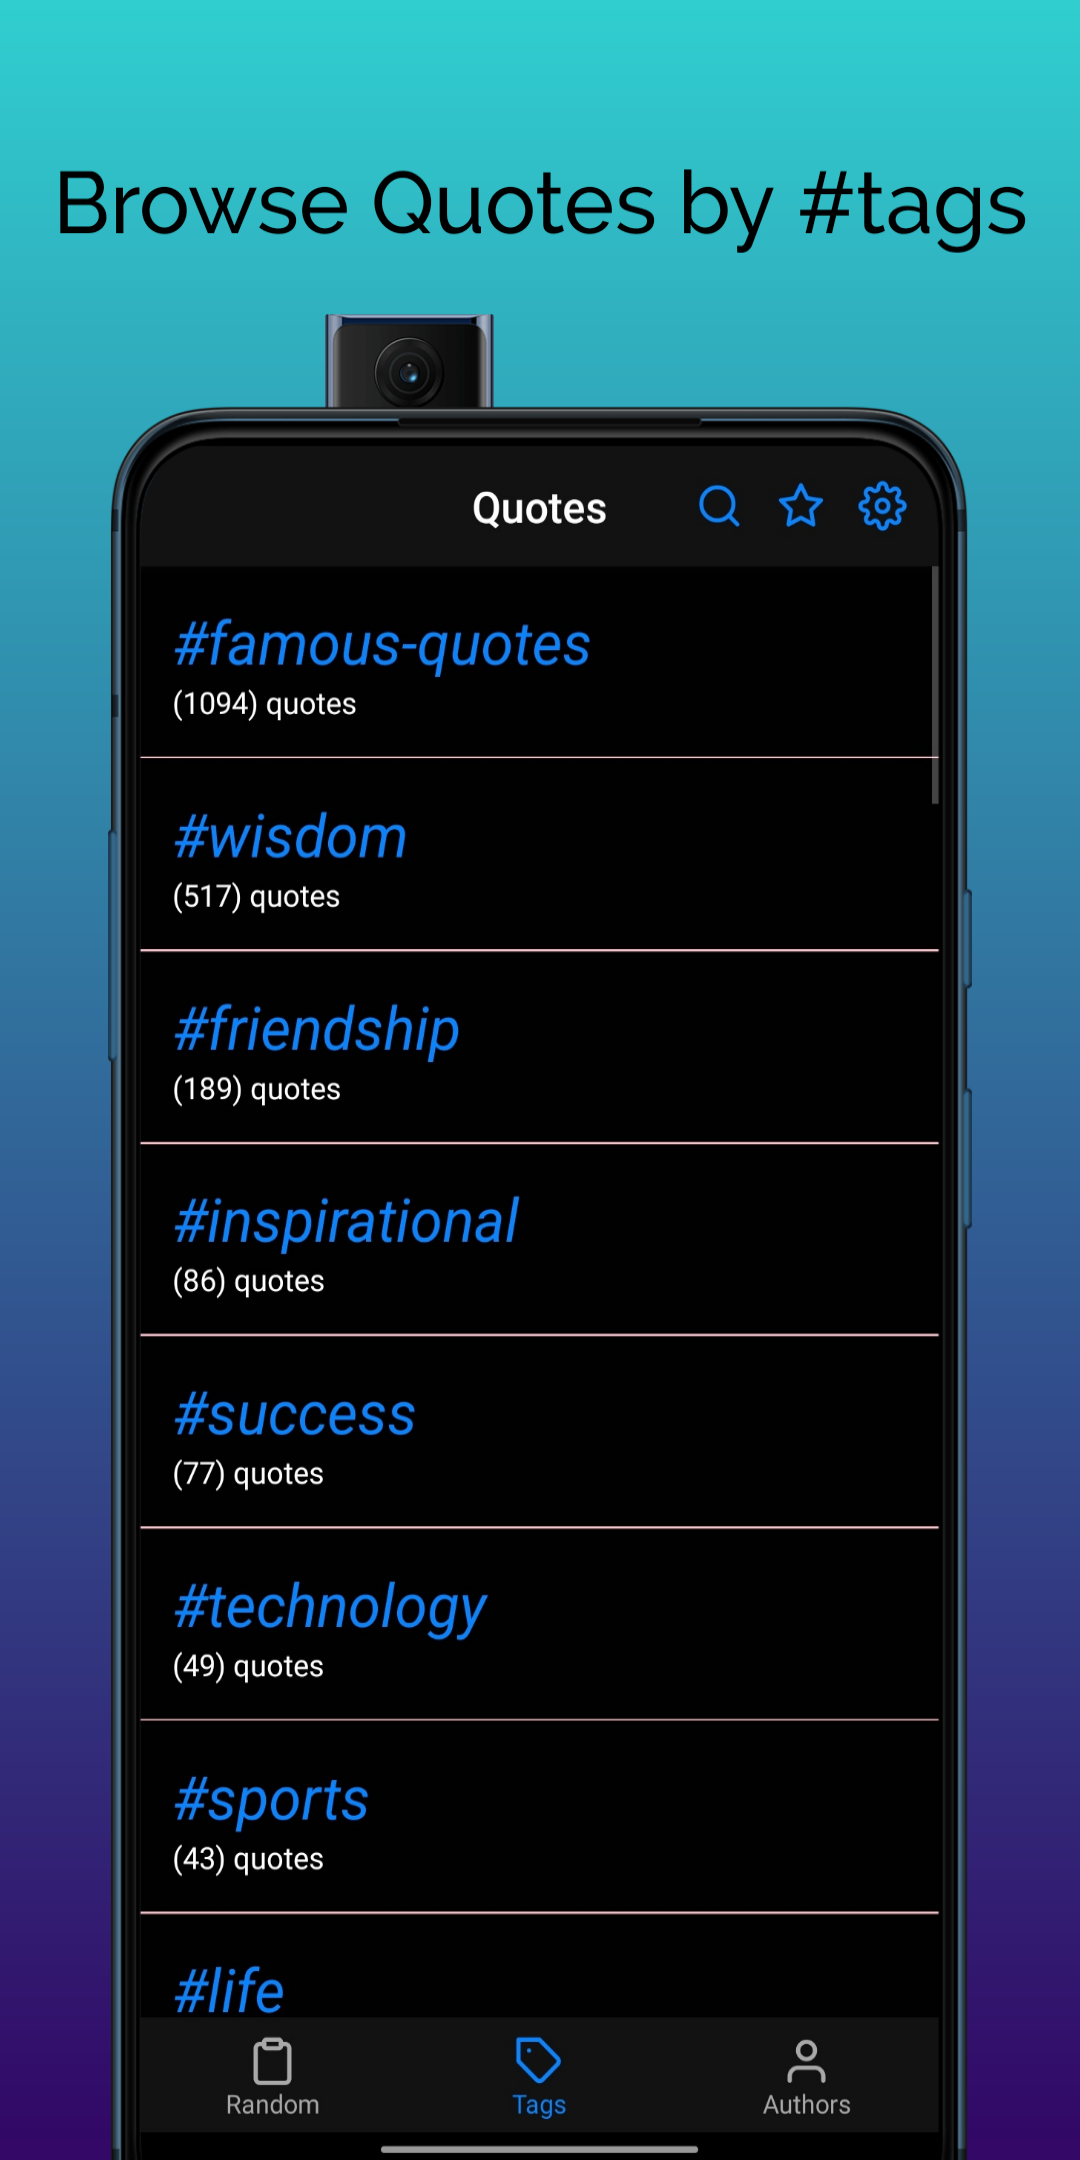 Browse Quotes by #tags
Quotes
#famous-quotes
(1094) quotes
#wisdom
(517) quotes
#friendship
(189) quotes
#inspirational
(86) quotes
#success
(77) quotes
#technology
(49) quotes
#sports
(43) quotes
#life
Random
Tags
Authors